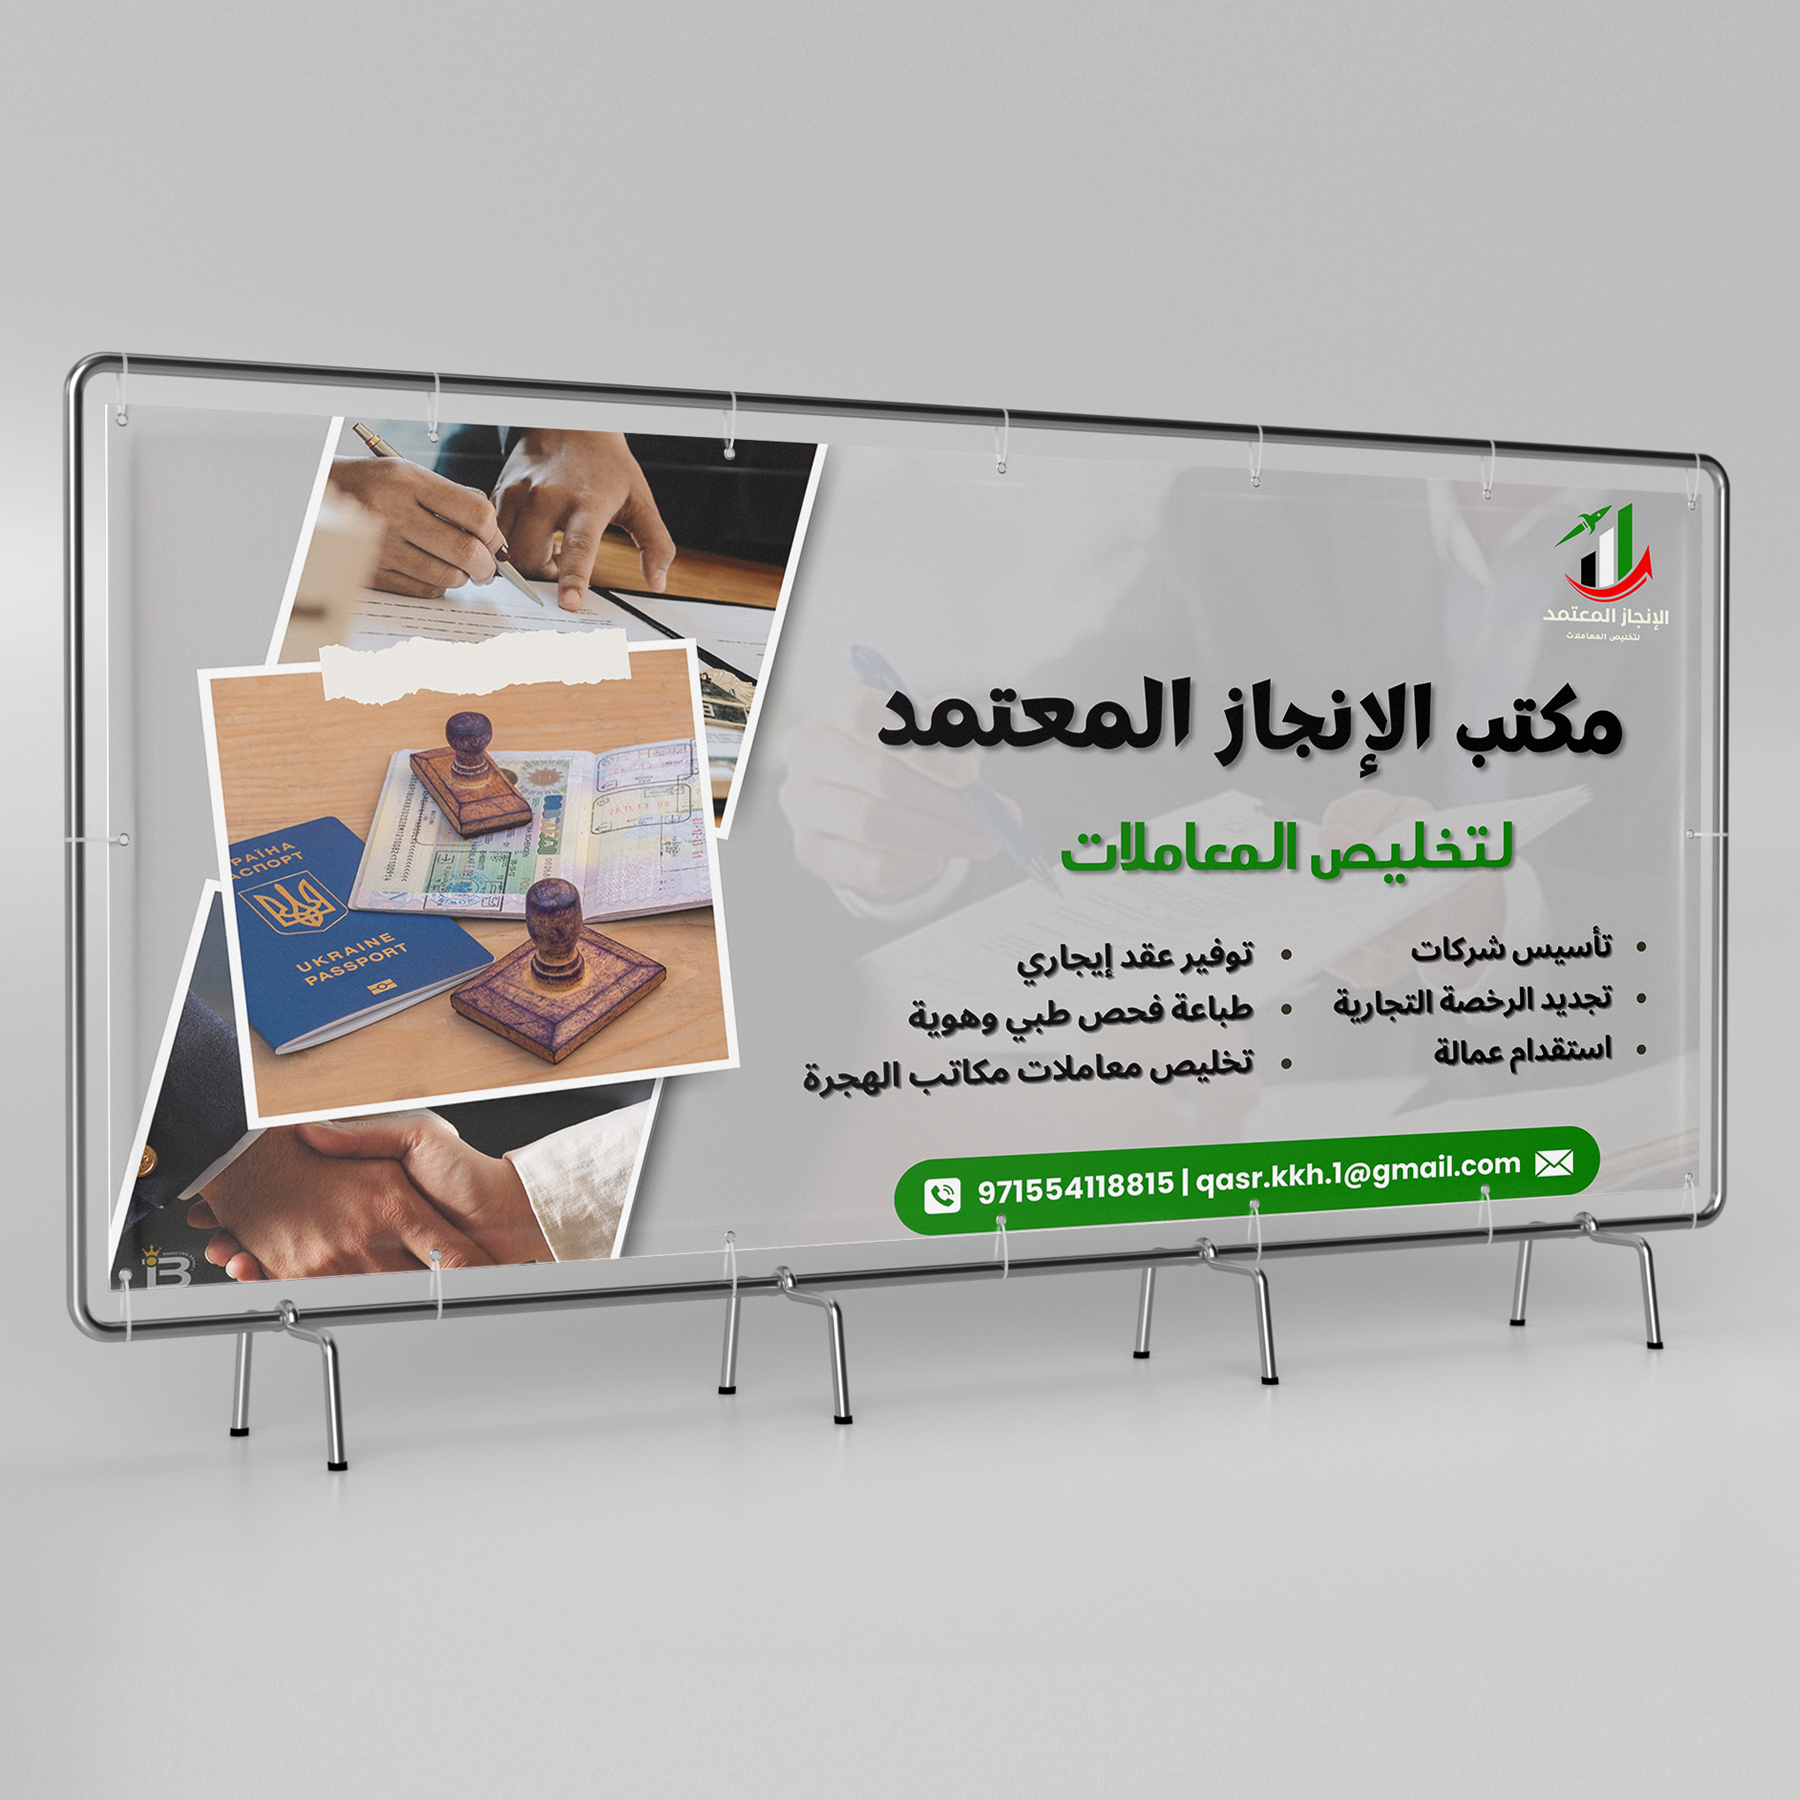 الإنجاز المعتمد
لتخليص المعاملات
مكتب الإنجاز المعتمد
لتخليص المعاملات
تأسيس شركات
تجديد الرخصة التجارية
استقدام عمالة
توفير عقد إيجاري
طباعة فحص طبي وهوية
تخليص معاملات مكاتب الهجرة
971554118815 | qasr.kkh.1@gmail.com
UKRAINE
PASSPORT